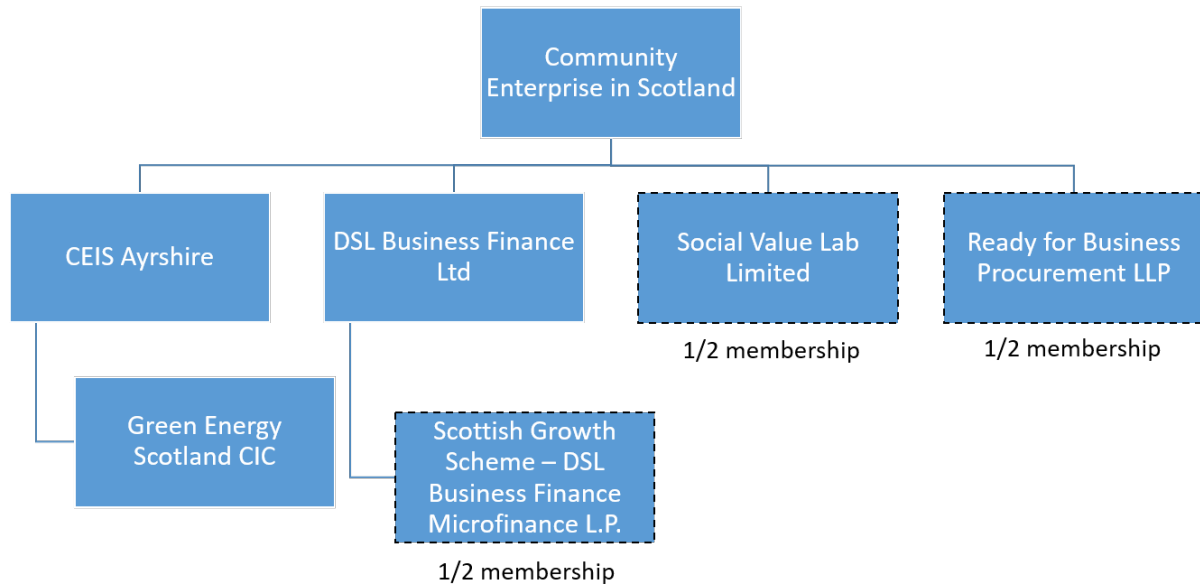 Community
Enterprise in Scotland
CEIS Ayrshire
DSL Business Finance
Ltd
Social Value Lab
Limited
Ready for Business
Procurement LLP
1/2 membership
1/2 membership
Green Energy
Scotland CIC
Scottish Growth
Scheme – DSL
Business Finance
Microfinance L.P.
1/2 membership